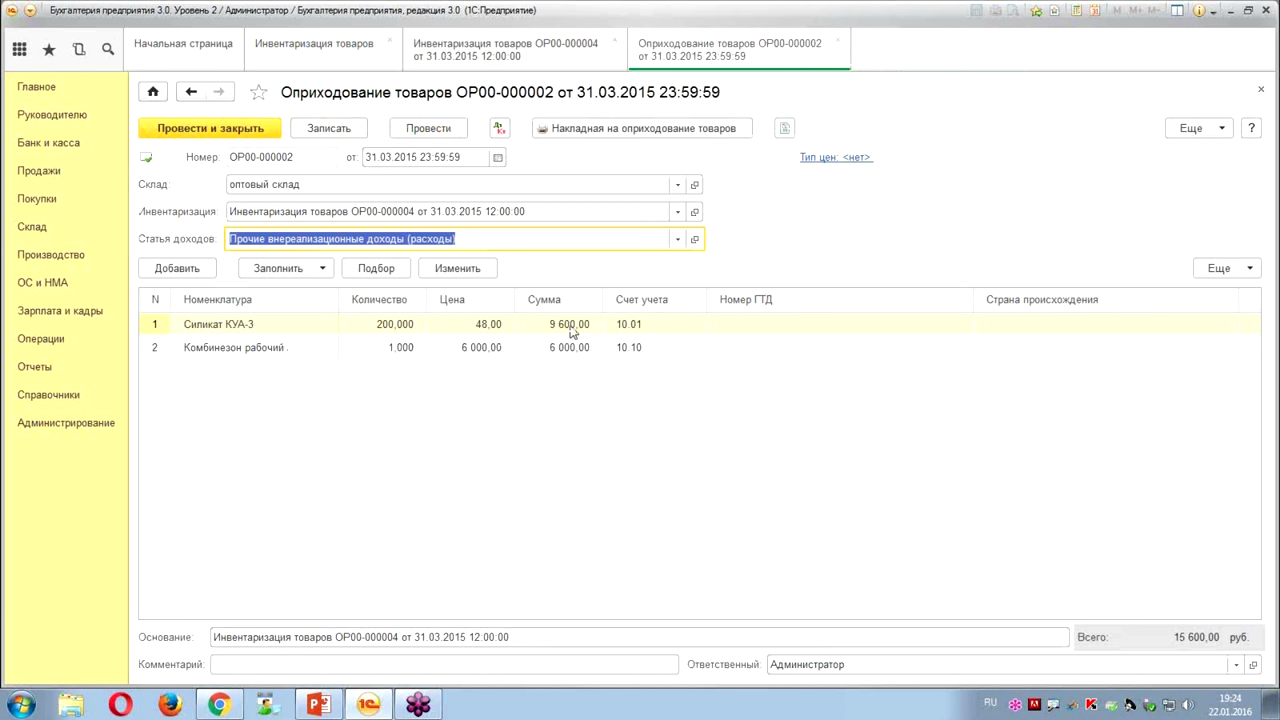 Бухгалтерия предприятия 3.0. Уровень 2 / Администратор / Бухгалтерия предприятия, редакция 3.0 (1С:Предприятие)
M M+ M-
Начальная страница
Инвентаризация товаров
Инвентаризация товаров ОР00-000004
от 31.03.2015 12:00:00
Оприходование товаров ОР00-000002
от 31.03.2015 23:59:59
Главное
Руководителю
Банк и касса
Продажи
Покупки
Склад
Производство
ОС и НМА
Зарплата и кадры
Операции
Отчеты
Справочники
Администрирование
Оприходование товаров ОР00-000002 от 31.03.2015 23:59:59
Провести и закрыть
Записать
Провести
Дт Кт
Накладная на оприходование товаров
Еще
?
Номер: ОР00-000002 от: 31.03.2015 23:59:59
Тип цен: <нет>
Склад: оптовый склад
Инвентаризация: Инвентаризация товаров ОР00-000004 от 31.03.2015 12:00:00
Статья доходов: Прочие внереализационные доходы (расходы)
Добавить
Заполнить
Подбор
Изменить
Еще
N Номенклатура Количество Цена Сумма Счет учета Номер ГТД Страна происхождения
1 Силикат КУА-3 200,000 48,00 9 600,00 10.01
2 Комбинезон рабочий . 1,000 6 000,00 6 000,00 10.10
Основание: Инвентаризация товаров ОР00-000004 от 31.03.2015 12:00:00
Всего: 15 600,00 руб.
Комментарий:
Ответственный: Администратор
RU
19:24
22.01.2016